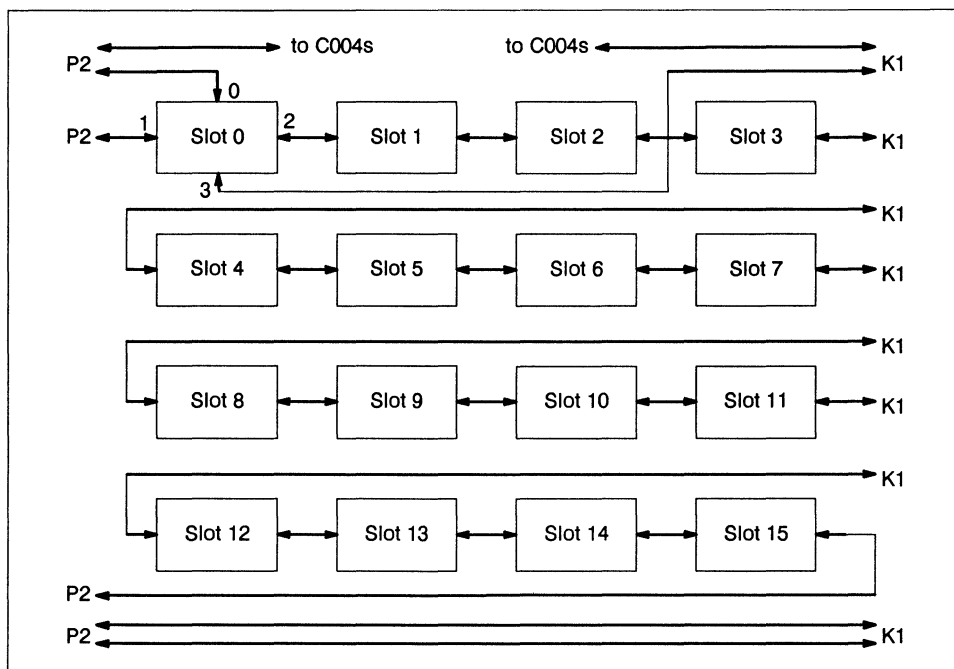 to C004s to C004s
P2 K1
0
P2 1 Slot 0 2 Slot 1 Slot 2 Slot 3 K1
3
K1
Slot 4 Slot 5 Slot 6 Slot 7 K1
K1
Slot 8 Slot 9 Slot 10 Slot 11 K1
K1
Slot 12 Slot 13 Slot 14 Slot 15
P2
P2 K1